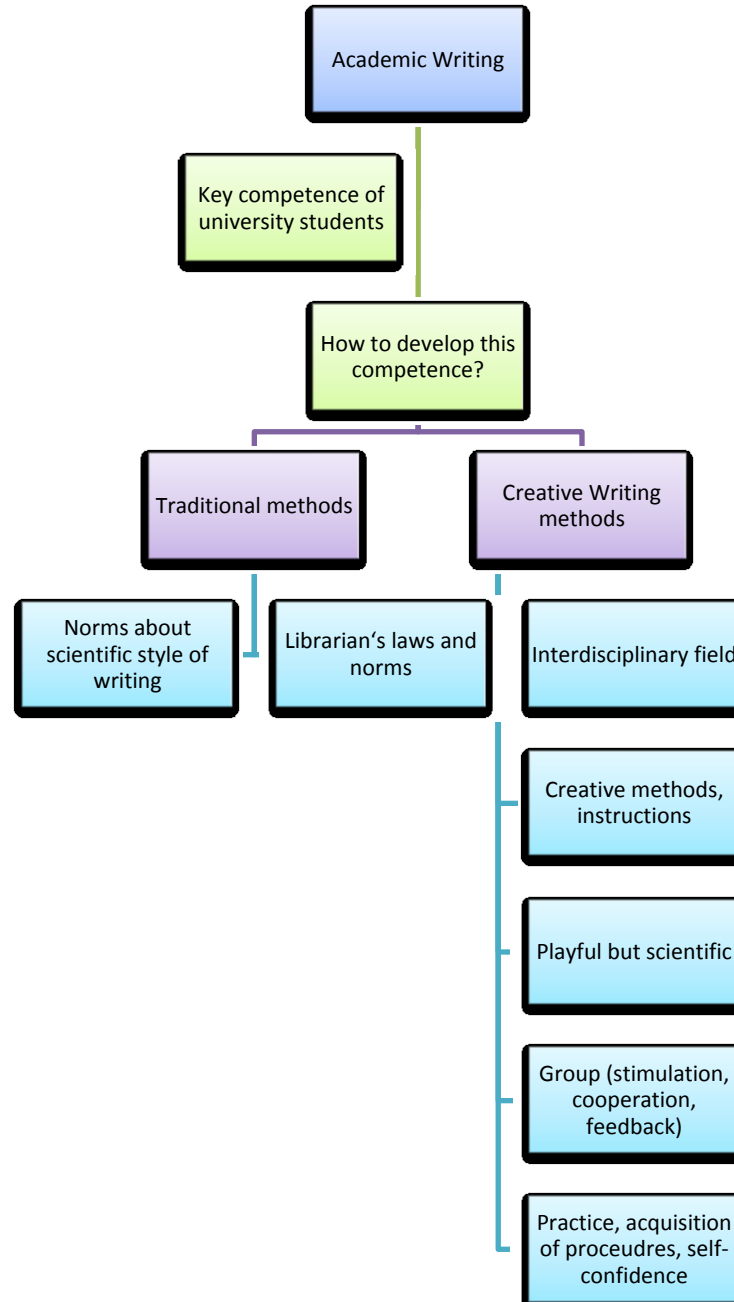 Academic Writing
Key competence of
university students
How to develop this
competence?
Traditional methods
Creative Writing
methods
Norms about
scientific style of
writing
Librarian‘s laws and
norms
Interdisciplinary field
Creative methods,
instructions
Playful but scientific
Group (stimulation,
cooperation,
feedback)
Practice, acquisition
of proceudres, self-
confidence